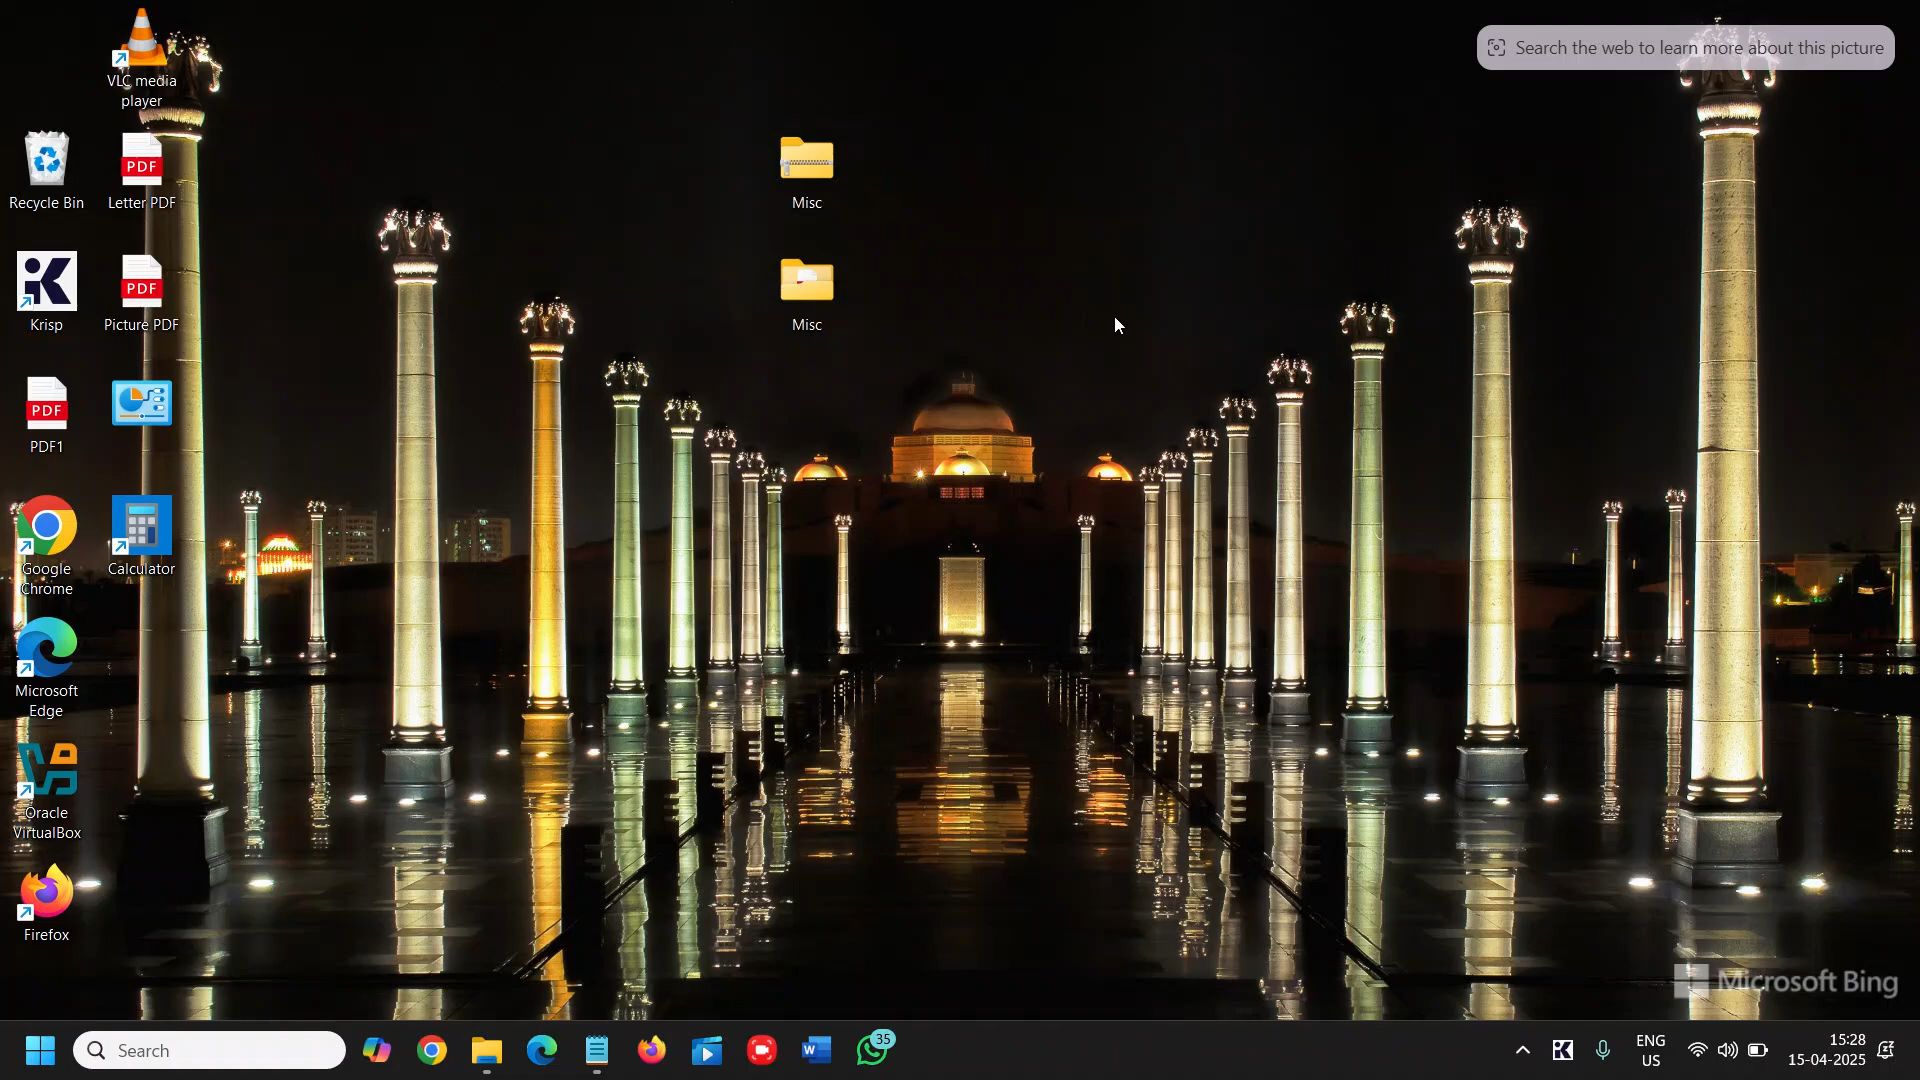 Search the web to learn more about this picture
VLC media
player
Misc
Recycle Bin
PDF
Letter PDF
Misc
Krisp
PDF
Picture PDF
PDF
PDF1
Google
Chrome
Calculator
Microsoft
Edge
Oracle
VirtualBox
Firefox
Microsoft Bing
Search
W
35
ENG
US
15:28
15-04-2025